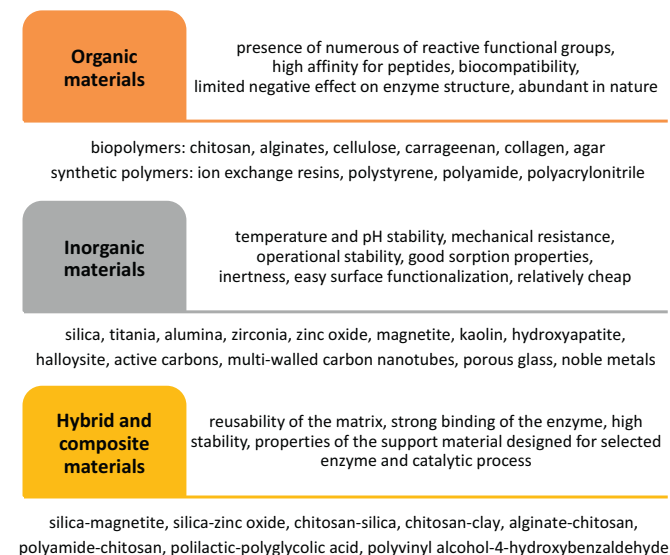 Organic
materials
presence of numerous of reactive functional groups,
high affinity for peptides, biocompatibility,
limited negative effect on enzyme structure, abundant in nature
biopolymers: chitosan, alginates, cellulose, carrageenan, collagen, agar
synthetic polymers: ion exchange resins, polystyrene, polyamide, polyacrylonitrile
Inorganic
materials
temperature and pH stability, mechanical resistance,
operational stability, good sorption properties,
inertness, easy surface functionalization, relatively cheap
silica, titania, alumina, zirconia, zinc oxide, magnetite, kaolin, hydroxyapatite,
halloysite, active carbons, multi-walled carbon nanotubes, porous glass, noble metals
Hybrid and
composite
materials
reusability of the matrix, strong binding of the enzyme, high
stability, properties of the support material designed for selected
enzyme and catalytic process
silica-magnetite, silica-zinc oxide, chitosan-silica, chitosan-clay, alginate-chitosan,
polyamide-chitosan, polilactic-polyglycolic acid, polyvinyl alcohol-4-hydroxybenzaldehyde